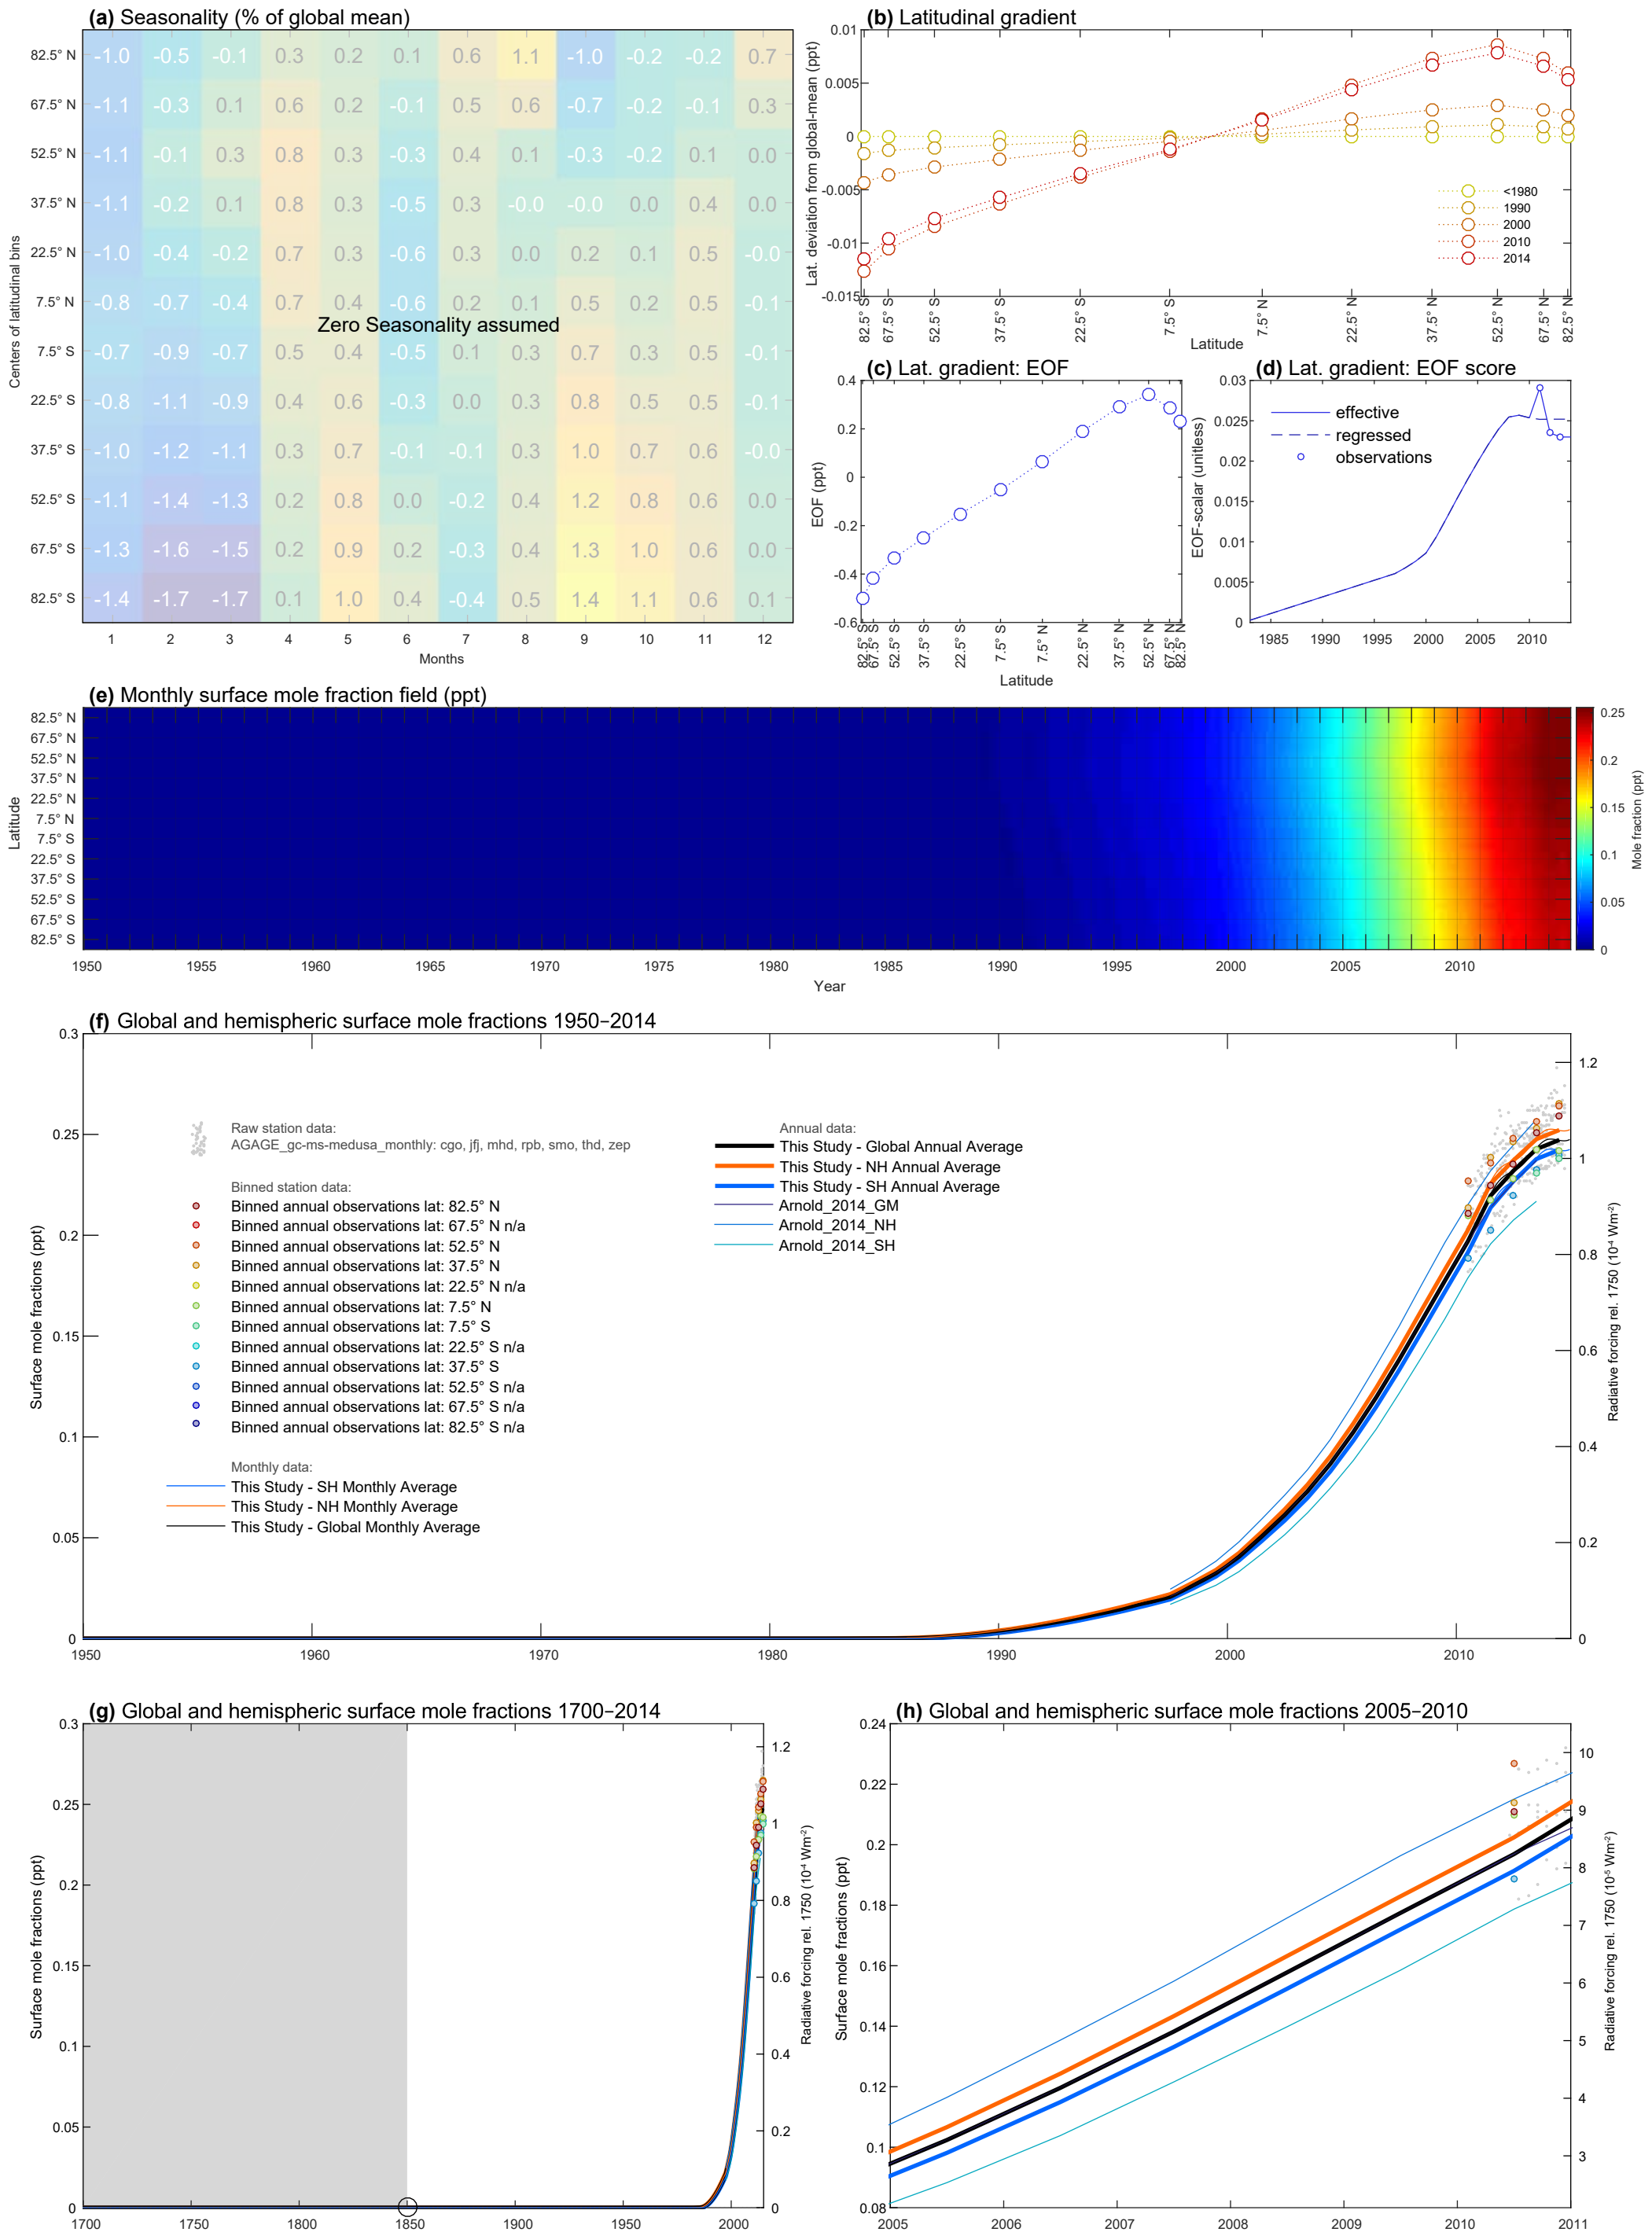 (a) Seasonality (% of global mean)
82.5° N -1.0 -0.5 -0.1 0.3 0.2 0.1 0.6 1.1 -1.0 -0.2 -0.2 0.7
67.5° N -1.1 -0.3 0.1 0.6 0.2 -0.1 0.5 0.6 -0.7 -0.2 -0.1 0.3
52.5° N -1.1 -0.1 0.3 0.8 0.3 -0.3 0.4 0.1 -0.3 -0.2 0.1 0.0
37.5° N -1.1 -0.2 0.1 0.8 0.3 -0.5 0.3 -0.0 -0.0 0.0 0.4 0.0
22.5° N -1.0 -0.4 -0.2 0.7 0.3 -0.6 0.3 0.0 0.2 0.1 0.5 -0.0
7.5° N -0.8 -0.7 -0.4 0.7 0.4 -0.6 0.2 0.1 0.5 0.2 0.5 -0.1
Zero Seasonality assumed
7.5° S -0.7 -0.9 -0.7 0.5 0.4 -0.5 0.1 0.3 0.7 0.3 0.5 -0.1
22.5° S -0.8 -1.1 -0.9 0.4 0.6 -0.3 0.0 0.3 0.8 0.5 0.5 -0.1
37.5° S -1.0 -1.2 -1.1 0.3 0.7 -0.1 -0.1 0.3 1.0 0.7 0.6 -0.0
52.5° S -1.1 -1.4 -1.3 0.2 0.8 0.0 -0.2 0.4 1.2 0.8 0.6 0.0
67.5° S -1.3 -1.6 -1.5 0.2 0.9 0.2 -0.3 0.4 1.3 1.0 0.6 0.0
82.5° S -1.4 -1.7 -1.7 0.1 1.0 0.4 -0.4 0.5 1.4 1.1 0.6 0.1
1 2 3 4 5 6 7 8 9 10 11 12
Months
Centers of latitudinal bins
(b) Latitudinal gradient
0.01
0.005
0
-0.005
-0.01
-0.015
Lat. deviation from global-mean (ppt)
<1980
1990
2000
2010
2014
82.5° S 67.5° S 52.5° S 37.5° S 22.5° S 7.5° S 7.5° N 22.5° N 37.5° N 52.5° N 67.5° N 82.5° N
Latitude
(c) Lat. gradient: EOF
0.4
0.2
0
-0.2
-0.4
-0.6
EOF (ppt)
82.5° S 67.5° S 52.5° S 37.5° S 22.5° S 7.5° S 7.5° N 22.5° N 37.5° N 52.5° N 67.5° N 82.5° N
Latitude
(d) Lat. gradient: EOF score
0.03
0.025
0.02
0.015
0.01
0.005
0
EOF-scalar (unitless)
effective
regressed
observations
1985 1990 1995 2000 2005 2010
(e) Monthly surface mole fraction field (ppt)
82.5° N
67.5° N
52.5° N
37.5° N
22.5° N
7.5° N
7.5° S
22.5° S
37.5° S
52.5° S
67.5° S
82.5° S
Latitude
1950 1955 1960 1965 1970 1975 1980 1985 1990 1995 2000 2005 2010
Year
0.25
0.2
0.15
0.1
0.05
0
Mole fraction (ppt)
(f) Global and hemispheric surface mole fractions 1950-2014
0.3
0.25
0.2
0.15
0.1
0.05
0
Surface mole fractions (ppt)
Raw station data:
AGAGE_gc-ms-medusa_monthly: cgo, jfj, mhd, rpb, smo, thd, zep
Binned station data:
Binned annual observations lat: 82.5° N
Binned annual observations lat: 67.5° N n/a
Binned annual observations lat: 52.5° N
Binned annual observations lat: 37.5° N
Binned annual observations lat: 22.5° N n/a
Binned annual observations lat: 7.5° N
Binned annual observations lat: 7.5° S
Binned annual observations lat: 22.5° S n/a
Binned annual observations lat: 37.5° S
Binned annual observations lat: 52.5° S n/a
Binned annual observations lat: 67.5° S n/a
Binned annual observations lat: 82.5° S n/a
Monthly data:
This Study - SH Monthly Average
This Study - NH Monthly Average
This Study - Global Monthly Average
Annual data:
This Study - Global Annual Average
This Study - NH Annual Average
This Study - SH Annual Average
Arnold_2014_GM
Arnold_2014_NH
Arnold_2014_SH
1.2
1
0.8
0.6
0.4
0.2
0
Radiative forcing rel. 1750 (10⁻⁴ Wm⁻²)
1950 1960 1970 1980 1990 2000 2010
(g) Global and hemispheric surface mole fractions 1700-2014
0.3
0.25
0.2
0.15
0.1
0.05
0
Surface mole fractions (ppt)
1.2
1
0.8
0.6
0.4
0.2
0
Radiative forcing rel. 1750 (10⁻⁴ Wm⁻²)
1700 1750 1800 1850 1900 1950 2000
(h) Global and hemispheric surface mole fractions 2005-2010
0.24
0.22
0.2
0.18
0.16
0.14
0.12
0.1
0.08
Surface mole fractions (ppt)
10
9
8
7
6
5
4
3
Radiative forcing rel. 1750 (10⁻⁵ Wm⁻²)
2005 2006 2007 2008 2009 2010 2011